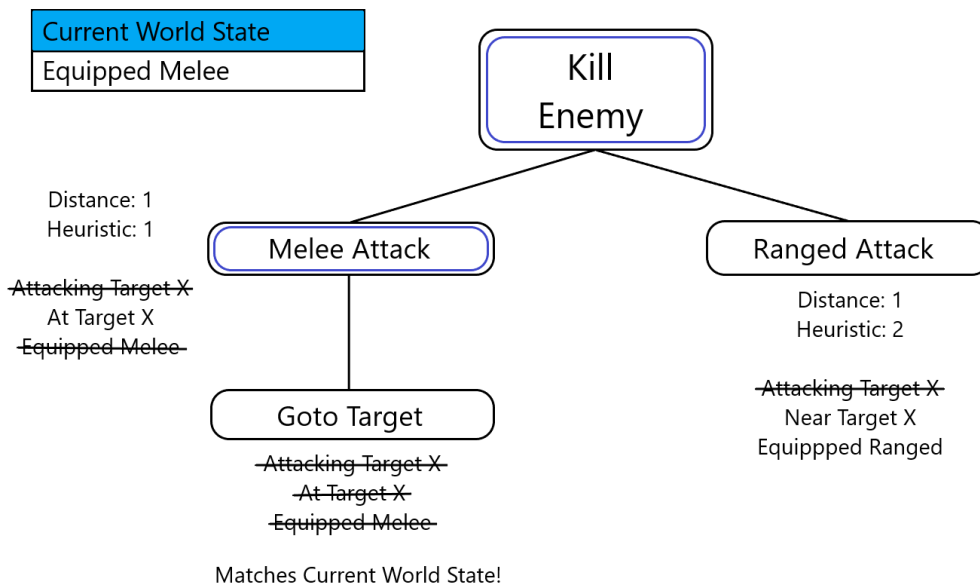 Current World State
Equipped Melee
Kill
Enemy
Distance: 1
Heuristic: 1
Melee Attack
Attacking Target X
At Target X
Equipped Melee
Ranged Attack
Distance: 1
Heuristic: 2
Attacking Target X
Near Target X
Equippped Ranged
Goto Target
Attacking Target X
At Target X
Equipped Melee
Matches Current World State!